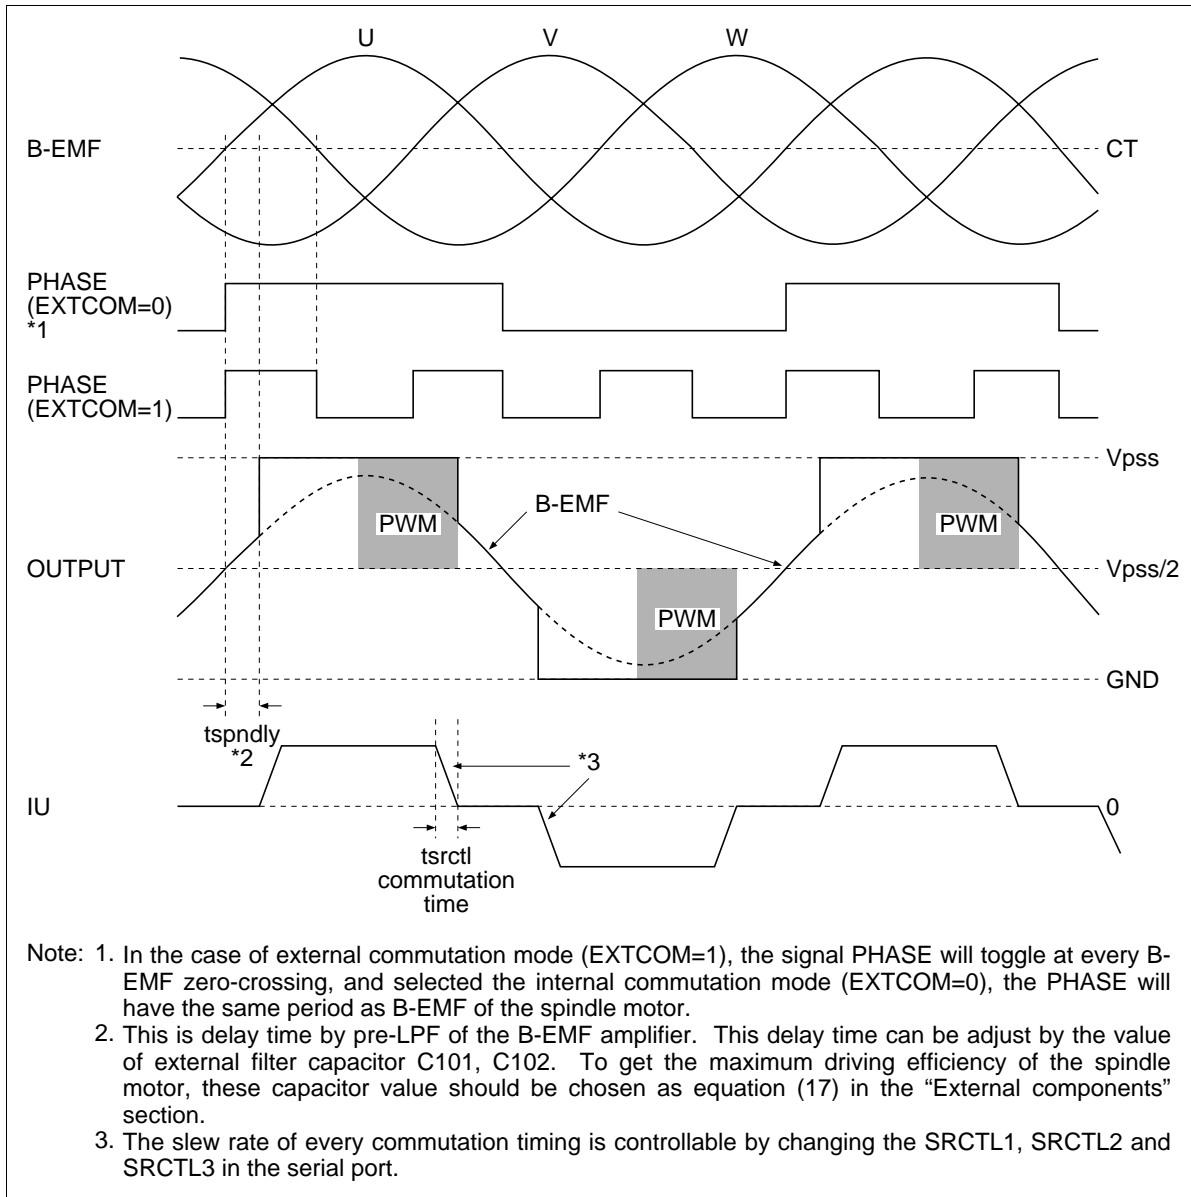 U V W
B-EMF CT
PHASE
(EXTCOM=0)
*1
PHASE
(EXTCOM=1)
Vpss
B-EMF
PWM PWM
OUTPUT Vpss/2
PWM
GND
tspndly
*2
*3
IU 0
tsrctl
commutation
time
Note: 1. In the case of external commutation mode (EXTCOM=1), the signal PHASE will toggle at every B-
EMF zero-crossing, and selected the internal commutation mode (EXTCOM=0), the PHASE will
have the same period as B-EMF of the spindle motor.
2. This is delay time by pre-LPF of the B-EMF amplifier. This delay time can be adjust by the value
of external filter capacitor C101, C102. To get the maximum driving efficiency of the spindle
motor, these capacitor value should be chosen as equation (17) in the “External components”
section.
3. The slew rate of every commutation timing is controllable by changing the SRCTL1, SRCTL2 and
SRCTL3 in the serial port.